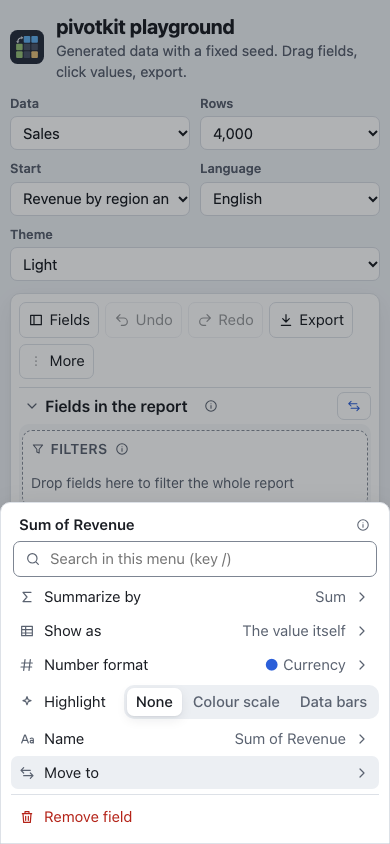 pivotkit playground
Generated data with a fixed seed. Drag fields,
click values, export.
Data
Rows
Sales
4,000
Start
Language
Revenue by region an
English
Theme
Light
Fields
Undo
Redo
Export
More
Fields in the report
FILTERS
Drop fields here to filter the whole report
Sum of Revenue
Search in this menu (key /)
Summarize by Sum
Show as The value itself
Number format Currency
Highlight None Colour scale Data bars
Aa Name Sum of Revenue
Move to
Remove field